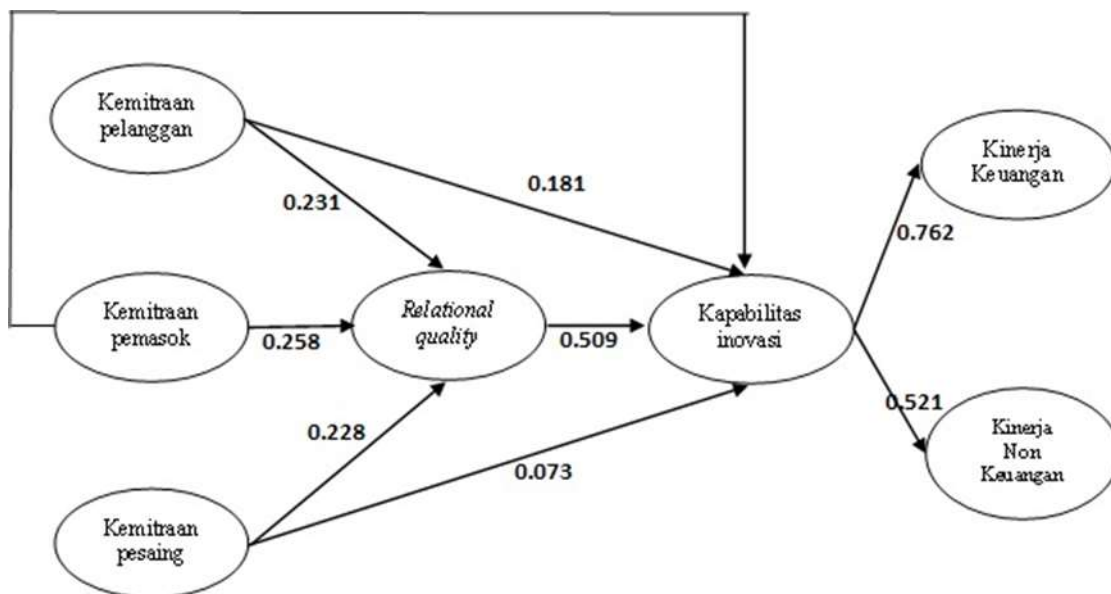 Kemitraan
pelanggan
0.231
0.181
Kinerja
Keuangan
0.762
Kemitraan
pemasok
0.258
Relational
quality
0.509
Kapabilitas
inovasi
0.521
Kinerja
Non
Keuangan
0.228
0.073
Kemitraan
pesaing